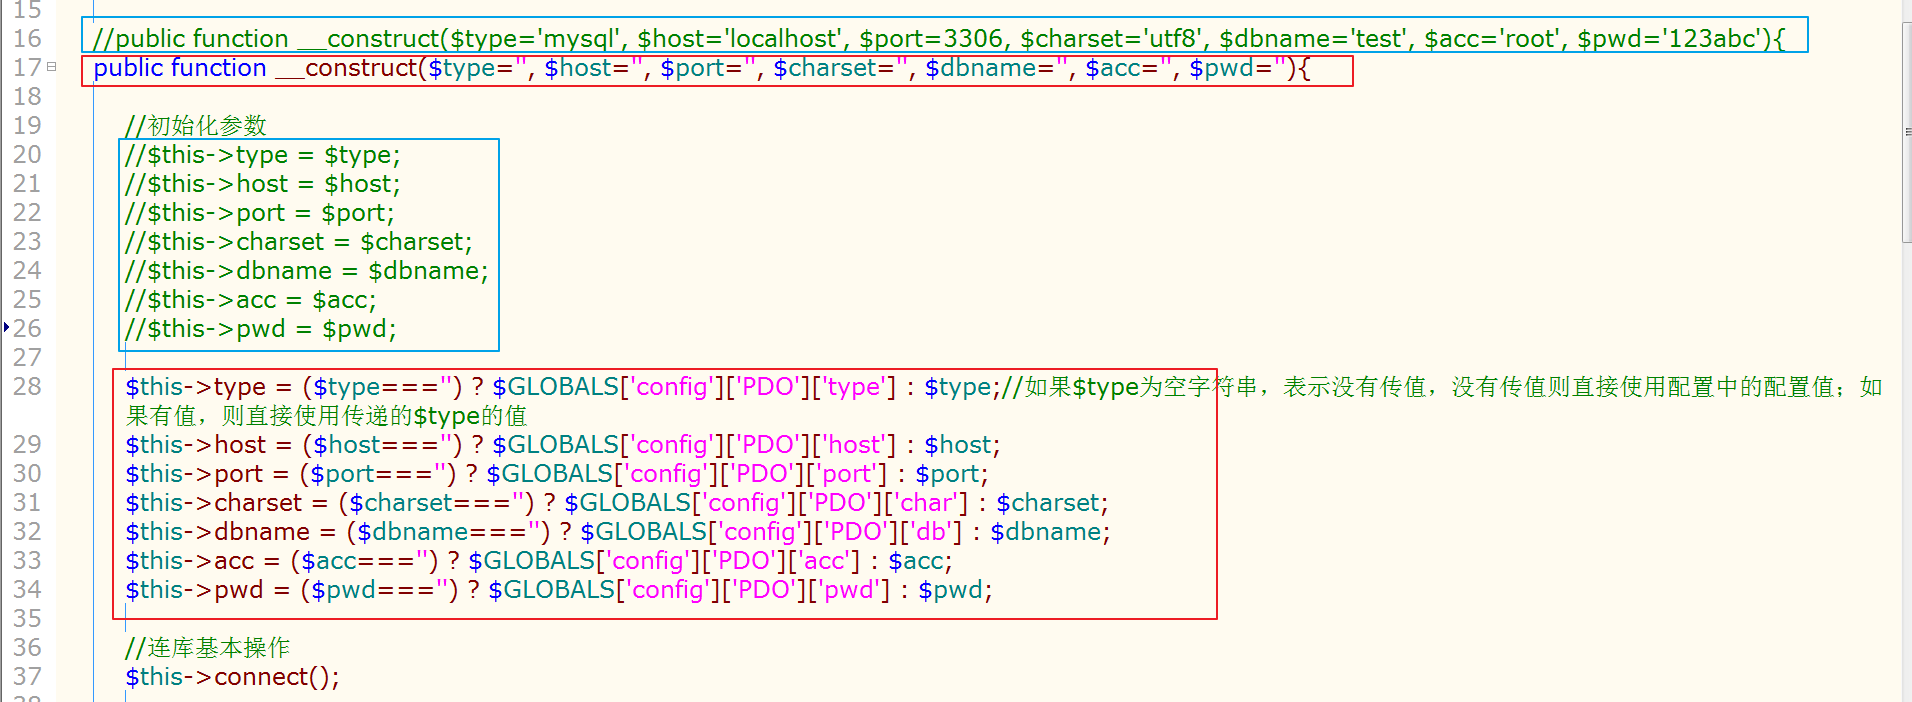 15
16 //public function __construct($type='mysql', $host='localhost', $port=3306, $charset='utf8', $dbname='test', $acc='root', $pwd='123abc'){
17 public function __construct($type='', $host='', $port='', $charset='', $dbname='', $acc='', $pwd=''){
18
19 //初始化参数
20 //$this->type = $type;
21 //$this->host = $host;
22 //$this->port = $port;
23 //$this->charset = $charset;
24 //$this->dbname = $dbname;
25 //$this->acc = $acc;
26 //$this->pwd = $pwd;
27
28 $this->type = ($type==='') ? $GLOBALS['config']['PDO']['type'] : $type;//如果$type为空字符串，表示没有传值，没有传值则直接使用配置中的配置值；如
果有值，则直接使用传递的$type的值
29 $this->host = ($host==='') ? $GLOBALS['config']['PDO']['host'] : $host;
30 $this->port = ($port==='') ? $GLOBALS['config']['PDO']['port'] : $port;
31 $this->charset = ($charset==='') ? $GLOBALS['config']['PDO']['char'] : $charset;
32 $this->dbname = ($dbname==='') ? $GLOBALS['config']['PDO']['db'] : $dbname;
33 $this->acc = ($acc==='') ? $GLOBALS['config']['PDO']['acc'] : $acc;
34 $this->pwd = ($pwd==='') ? $GLOBALS['config']['PDO']['pwd'] : $pwd;
35
36 //连库基本操作
37 $this->connect();
38